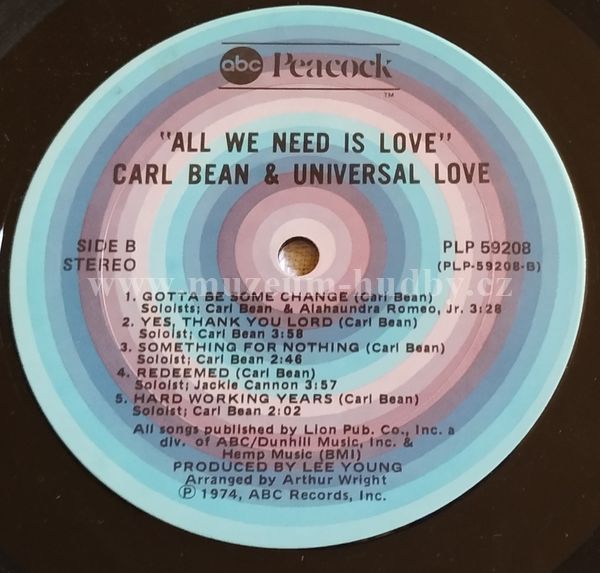 abc Peacock
TM
"ALL WE NEED IS LOVE"
CARL BEAN & UNIVERSAL LOVE
SIDE B
STEREO
PLP 59208
(PLP-59208-B)
www.muzeum-hudby.cz
1. GOTTA BE SOME CHANGE (Carl Bean)
Soloists; Carl Bean & Alahaundra Romeo, Jr. 3:28
2. YES, THANK YOU LORD (Carl Bean)
Soloist; Carl Bean 3:58
3. SOMETHING FOR NOTHING (Carl Bean)
Soloist; Carl Bean 2:46
4. REDEEMED (Carl Bean)
Soloist; Jackie Cannon 3:57
5. HARD WORKING YEARS (Carl Bean)
Soloist; Carl Bean 2:02
All songs published by Lion Pub. Co., Inc. a
div. of ABC/Dunhill Music, Inc. &
Hemp Music (BMI)
PRODUCED BY LEE YOUNG
Arranged by Arthur Wright
℗ 1974, ABC Records, Inc.